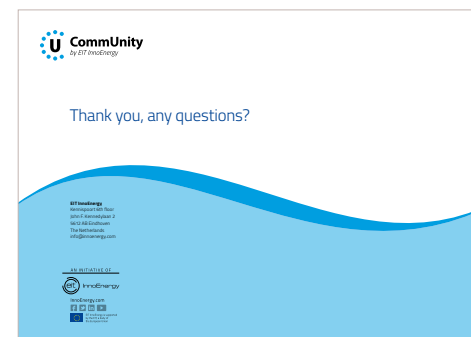 U CommUnity
by EIT InnoEnergy
Thank you, any questions?
EIT InnoEnergy
Kennispoort 6th floor
John F. Kennedylaan 2
5612 AB Eindhoven
The Netherlands
info@innoenergy.com
AN INITIATIVE OF
eit InnoEnergy
InnoEnergy.com